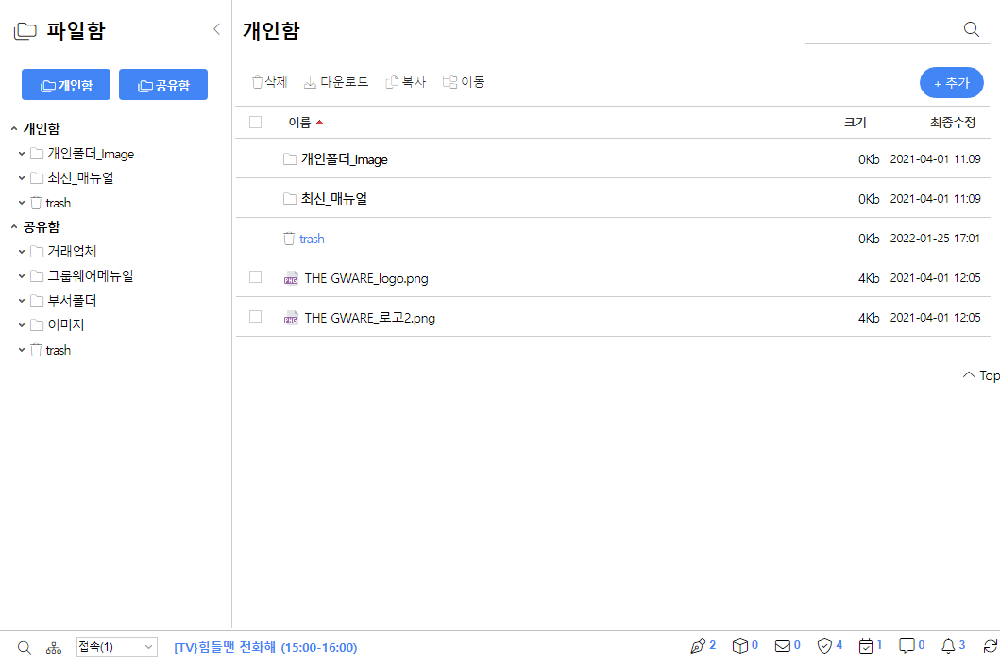 파일함
개인함 공유함
개인함
개인폴더_Image
최신_매뉴얼
trash
공유함
거래업체
그룹웨어메뉴얼
부서폴더
이미지
trash
개인함
삭제 다운로드 복사 이동 + 추가
이름 크기 최종수정
개인폴더_Image 0Kb 2021-04-01 11:09
최신_매뉴얼 0Kb 2021-04-01 11:09
trash 0Kb 2022-01-25 17:01
PNG THE GWARE_logo.png 4Kb 2021-04-01 12:05
PNG THE GWARE_로고2.png 4Kb 2021-04-01 12:05
Top
접속(1) [TV}힘들땐 전화해 (15:00-16:00) 2 0 0 4 1 0 3